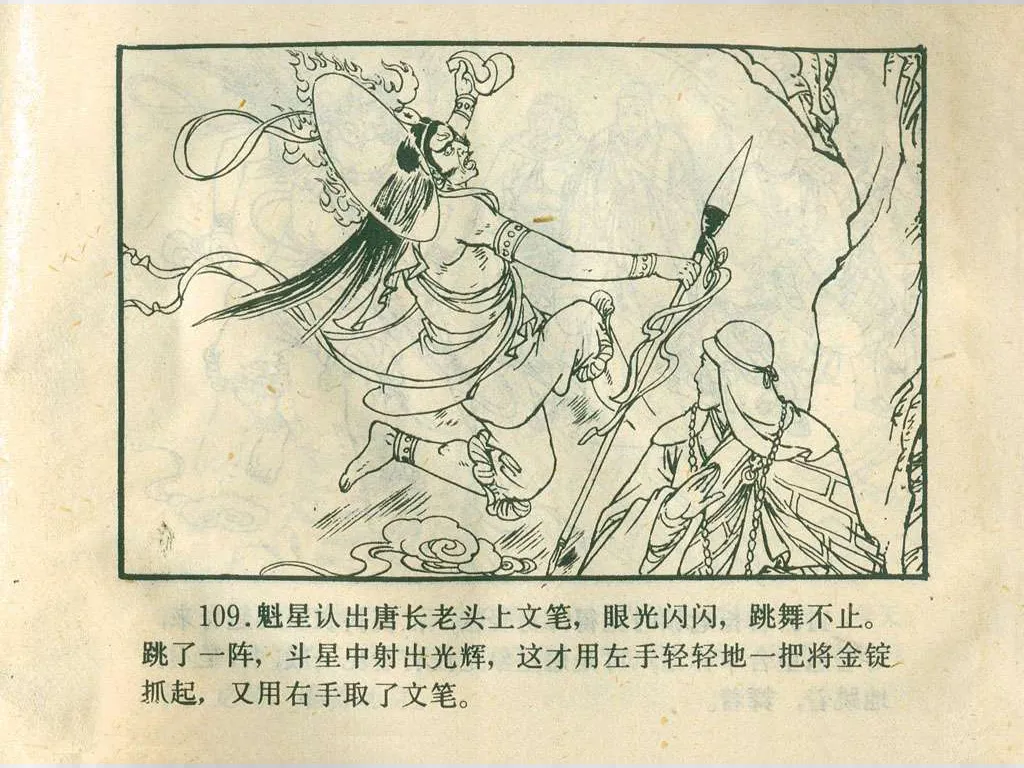 109.魁星认出唐长老头上文笔，眼光闪闪，跳舞不止。
跳了一阵，斗星中射出光辉，这才用左手轻轻地一把将金锭
抓起，又用右手取了文笔。